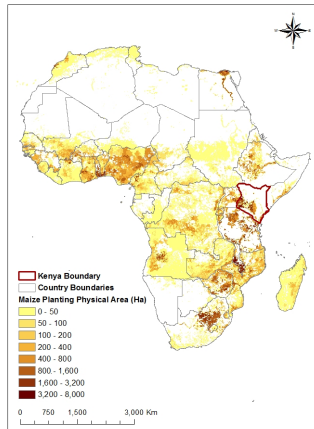 Kenya Boundary
Country Boundaries
Maize Planting Physical Area (Ha)
0 - 50
50 - 100
100 - 200
200 - 400
400 - 800
800 - 1,600
1,600 - 3,200
3,200 - 8,000
0 750 1,500 3,000 Km